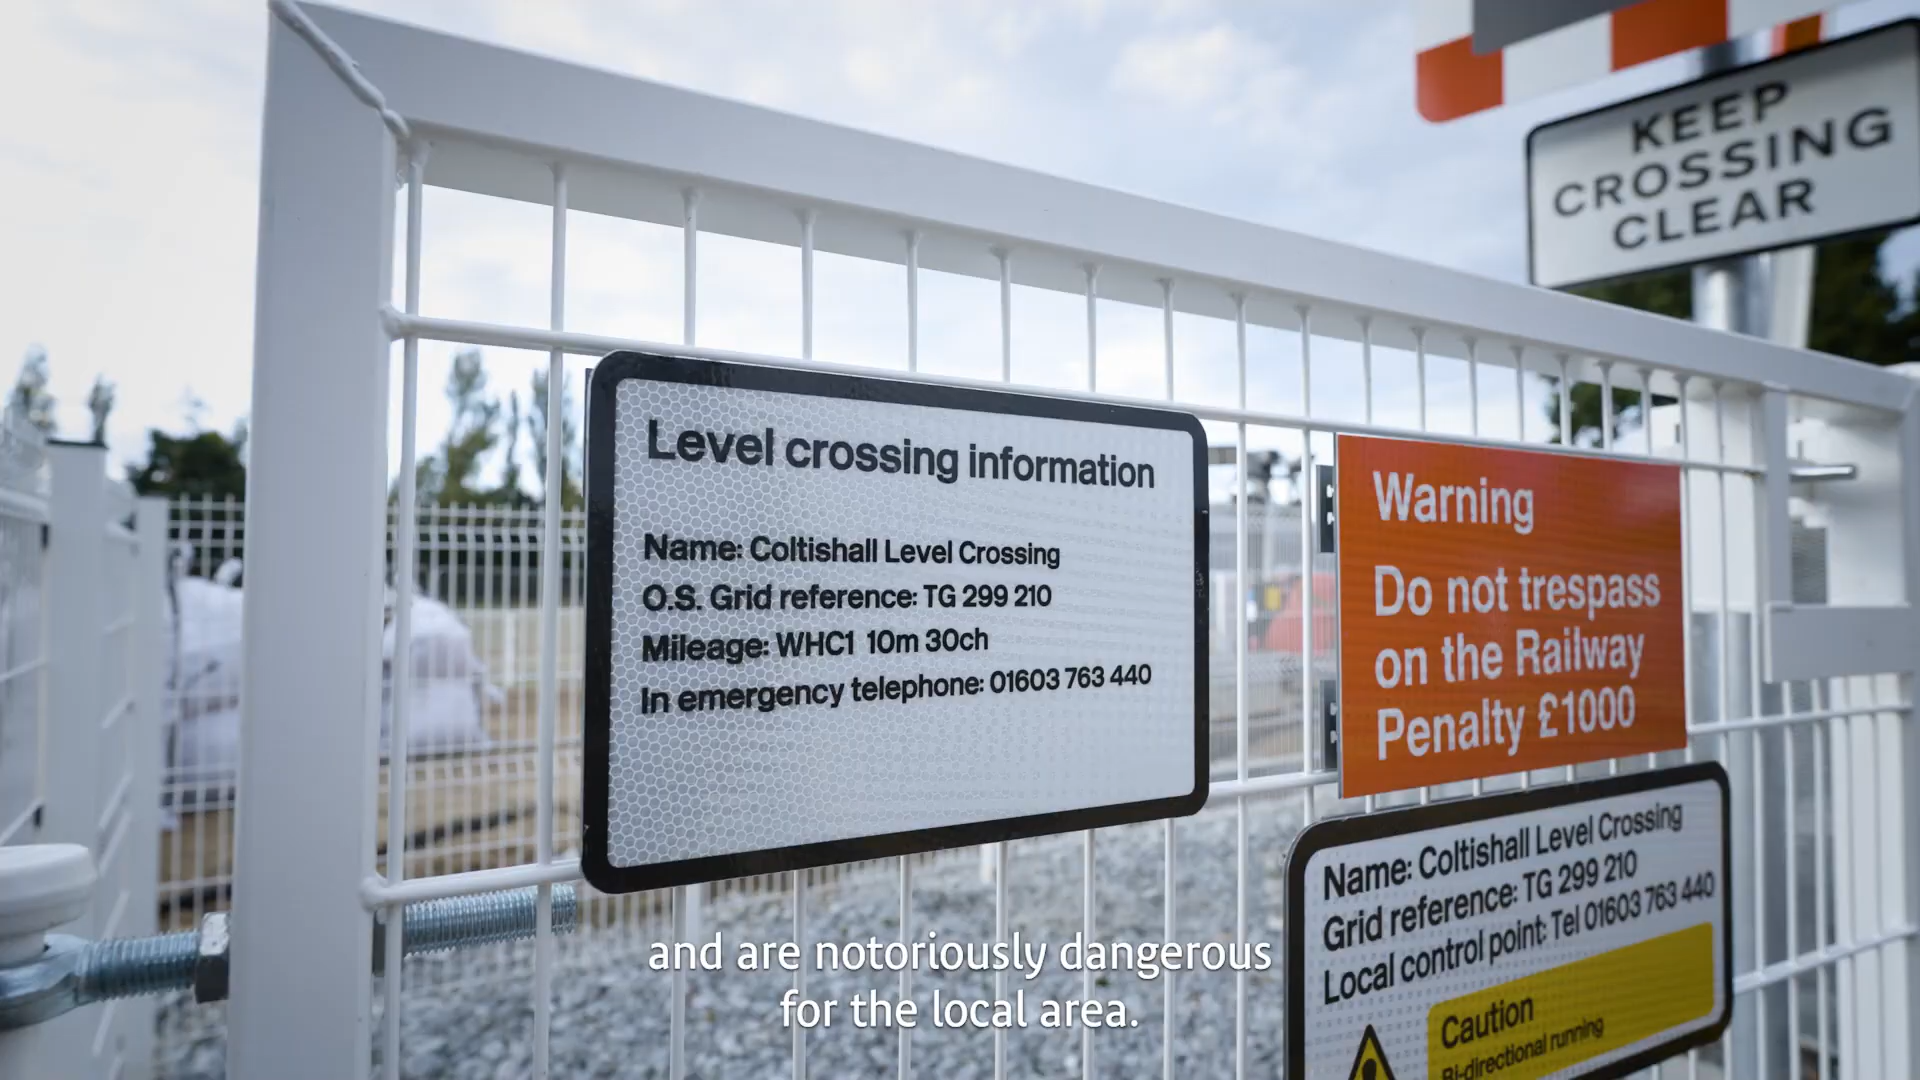 KEEP
CROSSING
CLEAR
Level crossing information
Name: Coltishall Level Crossing
O.S. Grid reference: TG 299 210
Mileage: WHC1 10m 30ch
In emergency telephone: 01603 763 440
Warning
Do not trespass
on the Railway
Penalty £1000
Name: Coltishall Level Crossing
Grid reference: TG 299 210
Local control point: Tel 01603 763 440
Caution
Bi-directional running
and are notoriously dangerous
for the local area.